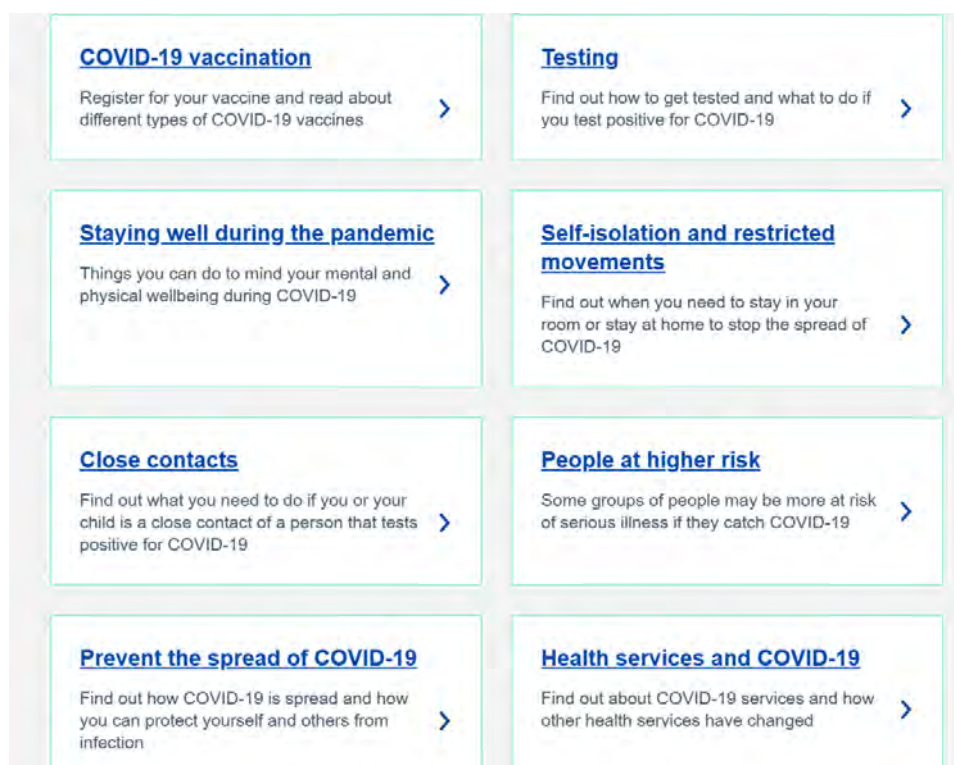 COVID-19 vaccination
Register for your vaccine and read about
different types of COVID-19 vaccines
Testing
Find out how to get tested and what to do if
you test positive for COVID-19
Staying well during the pandemic
Things you can do to mind your mental and
physical wellbeing during COVID-19
Self-isolation and restricted
movements
Find out when you need to stay in your
room or stay at home to stop the spread of
COVID-19
Close contacts
Find out what you need to do if you or your
child is a close contact of a person that tests
positive for COVID-19
People at higher risk
Some groups of people may be more at risk
of serious illness if they catch COVID-19
Prevent the spread of COVID-19
Find out how COVID-19 is spread and how
you can protect yourself and others from
infection
Health services and COVID-19
Find out about COVID-19 services and how
other health services have changed